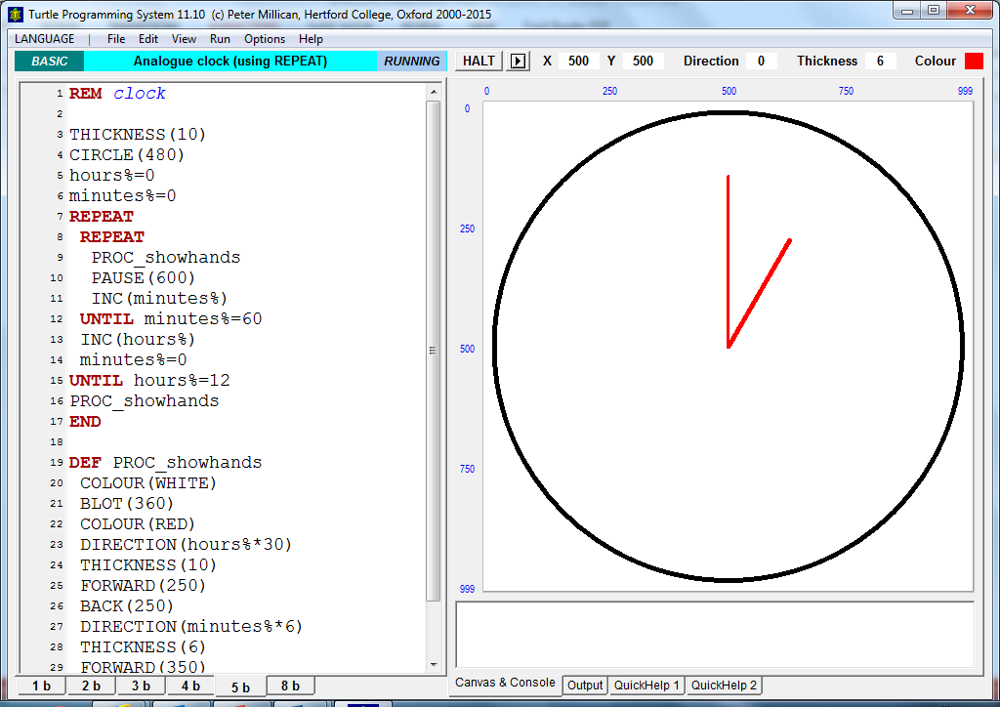 Turtle Programming System 11.10 (c) Peter Millican, Hertford College, Oxford 2000-2015
LANGUAGE | File Edit View Run Options Help
BASIC Analogue clock (using REPEAT) RUNNING HALT X 500 Y 500 Direction 0 Thickness 6 Colour
1 REM clock
2
3 THICKNESS(10)
4 CIRCLE(480)
5 hours%=0
6 minutes%=0
7 REPEAT
8 REPEAT
9 PROC_showhands
10 PAUSE(600)
11 INC(minutes%)
12 UNTIL minutes%=60
13 INC(hours%)
14 minutes%=0
15 UNTIL hours%=12
16 PROC_showhands
17 END
18
19 DEF PROC_showhands
20 COLOUR(WHITE)
21 BLOT(360)
22 COLOUR(RED)
23 DIRECTION(hours%*30)
24 THICKNESS(10)
25 FORWARD(250)
26 BACK(250)
27 DIRECTION(minutes%*6)
28 THICKNESS(6)
29 FORWARD(350)
1 b 2 b 3 b 4 b 5 b 8 b
0 250 500 750 999
0
250
500
750
999
Canvas & Console Output QuickHelp 1 QuickHelp 2